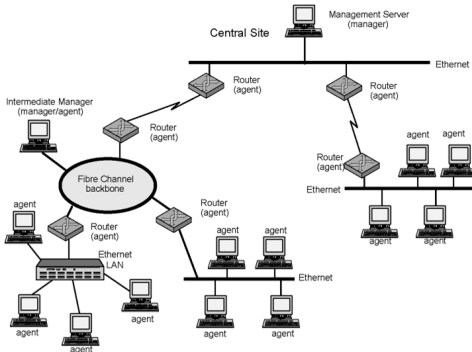 Management Server
(manager)
Central Site
Ethernet
Router
(agent)
Router
(agent)
Intermediate Manager
(manager/agent)
Router
(agent)
Router
(agent)
agent
agent
Fibre Channel
backbone
Ethernet
Router
(agent)
agent
Router
(agent)
agent
agent
agent
agent
Ethernet
LAN
Ethernet
agent
agent
agent
agent
agent
agent